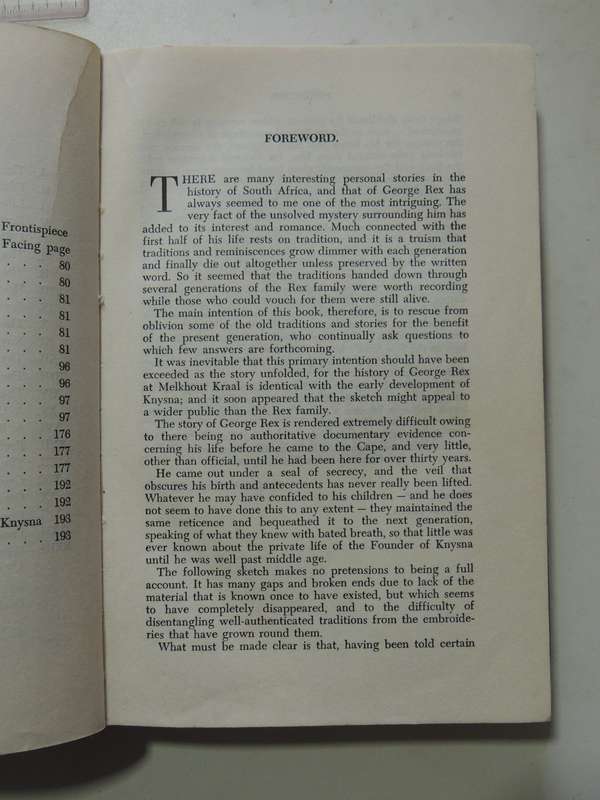 Frontispiece
Facing page
. . . 80
. . . 80
. . . 81
. . . 81
. . . 81
. . . 81
. . . 96
. . . 96
. . . 97
. . . 97
. . . 176
. . . 177
. . . 177
. . . 192
. . . 192
Knysna 193
. . . 193
FOREWORD.
THERE are many interesting personal stories in the
history of South Africa, and that of George Rex has
always seemed to me one of the most intriguing. The
very fact of the unsolved mystery surrounding him has
added to its interest and romance. Much connected with the
first half of his life rests on tradition, and it is a truism that
traditions and reminiscences grow dimmer with each generation
and finally die out altogether unless preserved by the written
word. So it seemed that the traditions handed down through
several generations of the Rex family were worth recording
while those who could vouch for them were still alive.
The main intention of this book, therefore, is to rescue from
oblivion some of the old traditions and stories for the benefit
of the present generation, who continually ask questions to
which few answers are forthcoming.
It was inevitable that this primary intention should have been
exceeded as the story unfolded, for the history of George Rex
at Melkhout Kraal is identical with the early development of
Knysna; and it soon appeared that the sketch might appeal to
a wider public than the Rex family.
The story of George Rex is rendered extremely difficult owing
to there being no authoritative documentary evidence con-
cerning his life before he came to the Cape, and very little,
other than official, until he had been here for over thirty years.
He came out under a seal of secrecy, and the veil that
obscures his birth and antecedents has never really been lifted.
Whatever he may have confided to his children — and he does
not seem to have done this to any extent — they maintained the
same reticence and bequeathed it to the next generation,
speaking of what they knew with bated breath, so that little was
ever known about the private life of the Founder of Knysna
until he was well past middle age.
The following sketch makes no pretensions to being a full
account. It has many gaps and broken ends due to lack of the
material that is known once to have existed, but which seems
to have completely disappeared, and to the difficulty of
disentangling well-authenticated traditions from the embroide-
ries that have grown round them.
What must be made clear is that, having been told certain